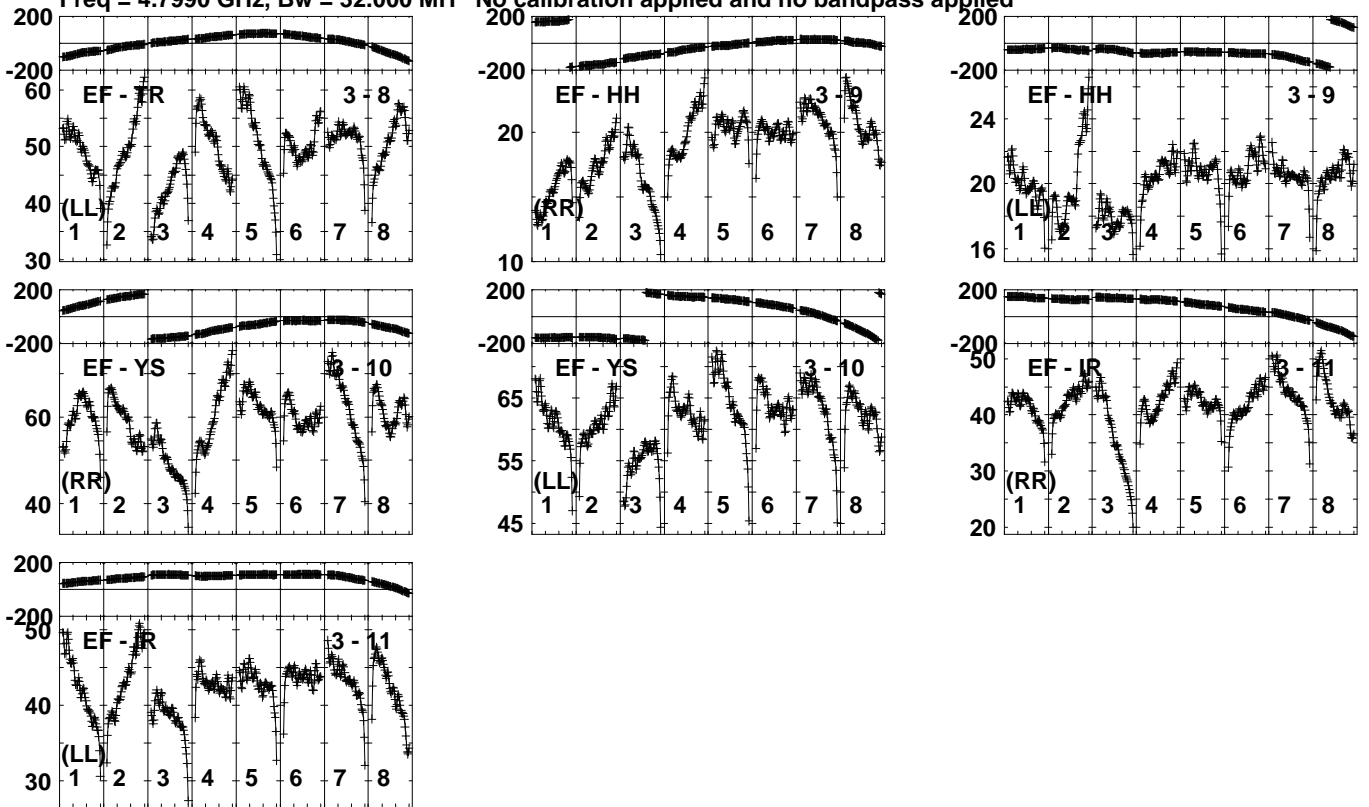 Freq = 4.7990 GHz, Bw = 32.000 MH No calibration applied and no bandpass applied
200
-200
60
50
40
30
EF - TR 3 - 8
(LL)
1 2 3 4 5 6 7 8
200
-200
20
10
EF - HH 3 - 9
(RR)
1 2 3 4 5 6 7 8
200
-200
24
20
16
EF - HH 3 - 9
(LL)
1 2 3 4 5 6 7 8
200
-200
60
40
EF - YS 3 - 10
(RR)
1 2 3 4 5 6 7 8
200
-200
65
55
45
EF - YS 3 - 10
(LL)
1 2 3 4 5 6 7 8
200
-200
50
40
30
20
EF - IR 3 - 11
(RR)
1 2 3 4 5 6 7 8
200
-200
50
40
30
EF - IR 3 - 11
(LL)
1 2 3 4 5 6 7 8